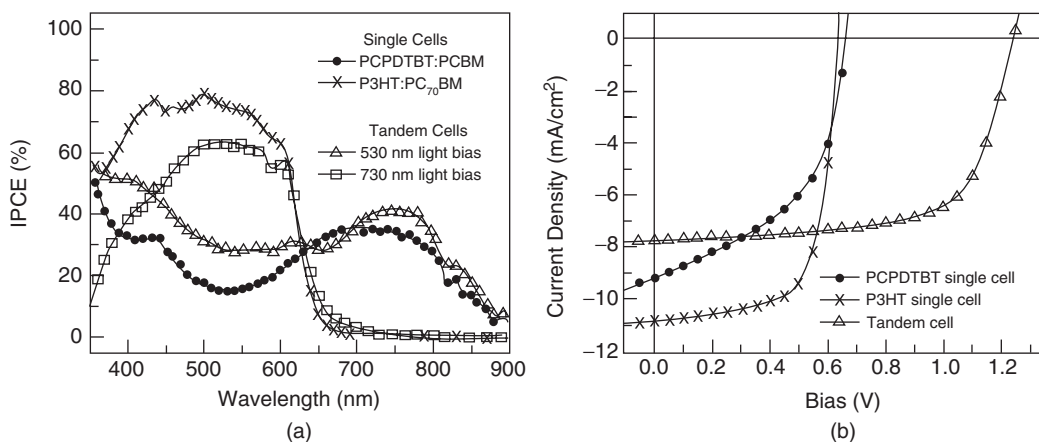 100
80
60
40
20
0
IPCE (%)
400 500 600 700 800 900
Wavelength (nm)
Single Cells
PCPDTBT:PCBM
P3HT:PC70BM
Tandem Cells
530 nm light bias
730 nm light bias
(a)
0
−2
−4
−6
−8
−10
−12
Current Density (mA/cm2)
0.0 0.2 0.4 0.6 0.8 1.0 1.2
Bias (V)
PCPDTBT single cell
P3HT single cell
Tandem cell
(b)